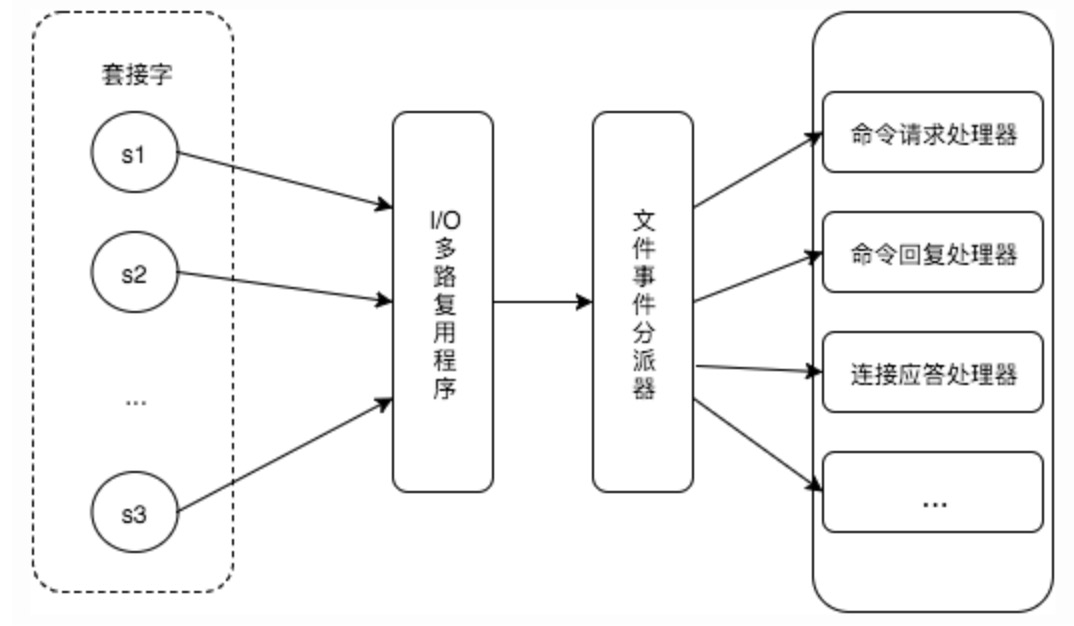 套接字
s1
s2
...
s3
I/O
多
路
复
用
程
序
文
件
事
件
分
派
器
命令请求处理器
命令回复处理器
连接应答处理器
...